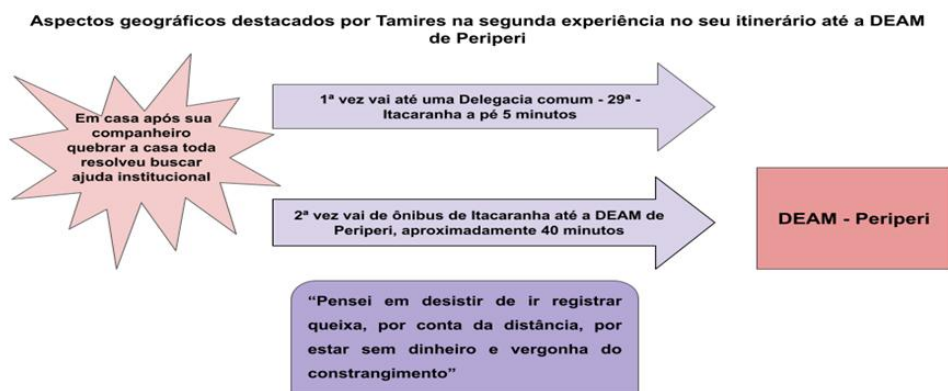 Aspectos geográficos destacados por Tamires na segunda experiência no seu itinerário até a DEAM
de Periperi
Em casa após sua
companheiro
quebrar a casa toda
resolveu buscar
ajuda institucional
1ª vez vai até uma Delegacia comum - 29ª -
Itacaranha a pé 5 minutos
2ª vez vai de ônibus de Itacaranha até a DEAM de
Periperi, aproximadamente 40 minutos
DEAM - Periperi
“Pensei em desistir de ir registrar
queixa, por conta da distância, por
estar sem dinheiro e vergonha do
constrangimento”